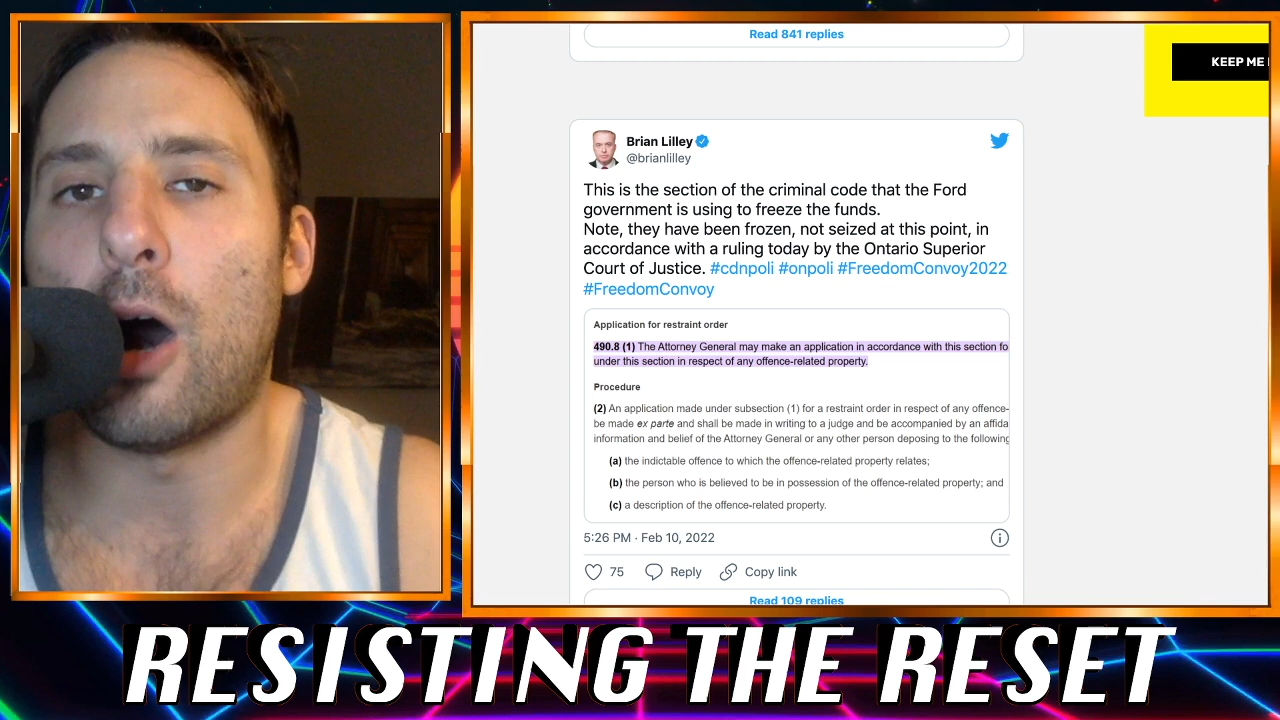 Read 841 replies
KEEP ME
Brian Lilley
@brianlilley
This is the section of the criminal code that the Ford
government is using to freeze the funds.
Note, they have been frozen, not seized at this point, in
accordance with a ruling today by the Ontario Superior
Court of Justice. #cdnpoli #onpoli #FreedomConvoy2022
#FreedomConvoy
Application for restraint order
490.8 (1) The Attorney General may make an application in accordance with this section fo
under this section in respect of any offence-related property.
Procedure
(2) An application made under subsection (1) for a restraint order in respect of any offence-
be made ex parte and shall be made in writing to a judge and be accompanied by an affida
information and belief of the Attorney General or any other person deposing to the following
(a) the indictable offence to which the offence-related property relates;
(b) the person who is believed to be in possession of the offence-related property; and
(c) a description of the offence-related property.
5:26 PM · Feb 10, 2022
75 Reply Copy link
Read 109 replies
RESISTING THE RESET